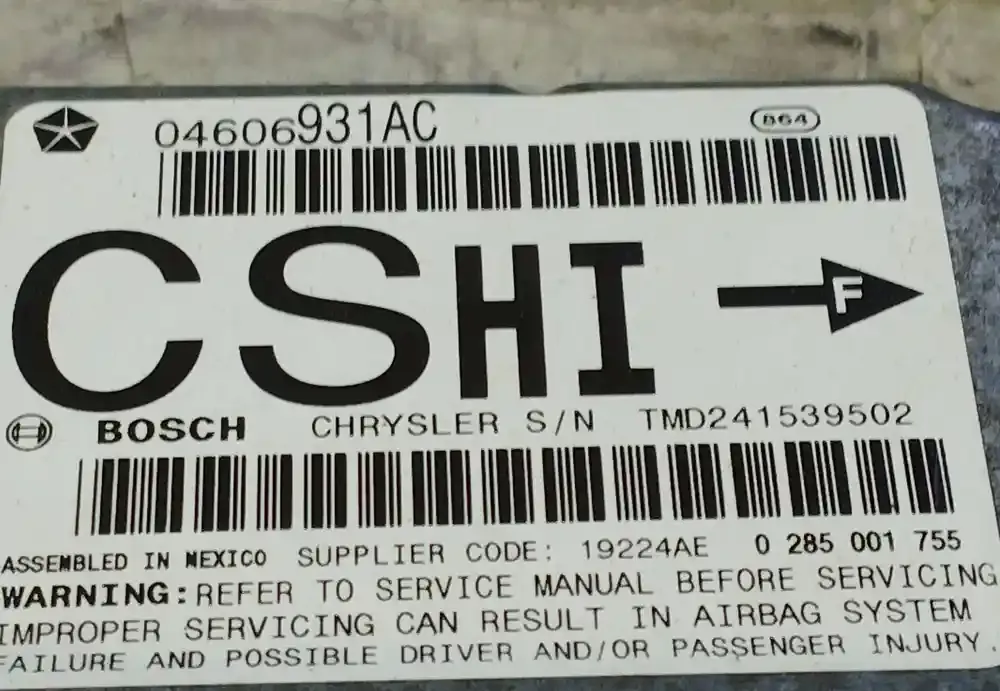 04606931AC
864
CSHI
F
BOSCH CHRYSLER S/N TMD241539502
ASSEMBLED IN MEXICO SUPPLIER CODE: 19224AE 0 285 001 755
WARNING: REFER TO SERVICE MANUAL BEFORE SERVICING
IMPROPER SERVICING CAN RESULT IN AIRBAG SYSTEM
FAILURE AND POSSIBLE DRIVER AND/OR PASSENGER INJURY.